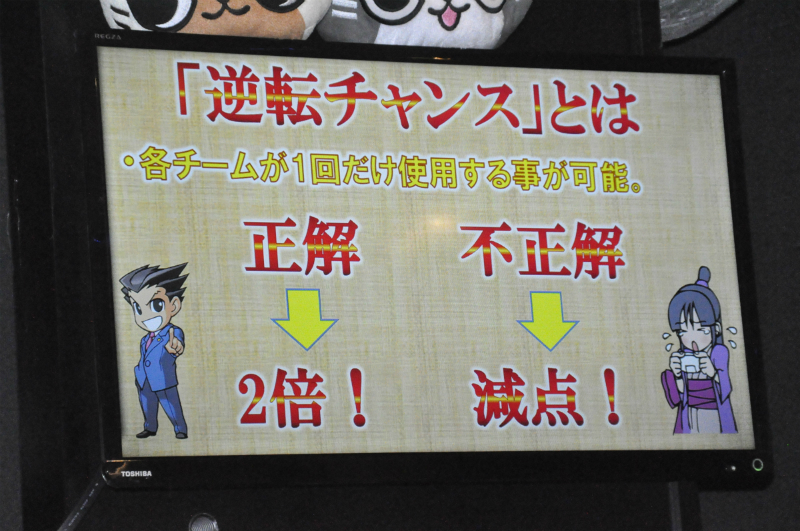 REGZA
「逆転チャンス」とは
・各チームが1回だけ使用する事が可能。
正解 不正解
2倍! 減点!
TOSHIBA